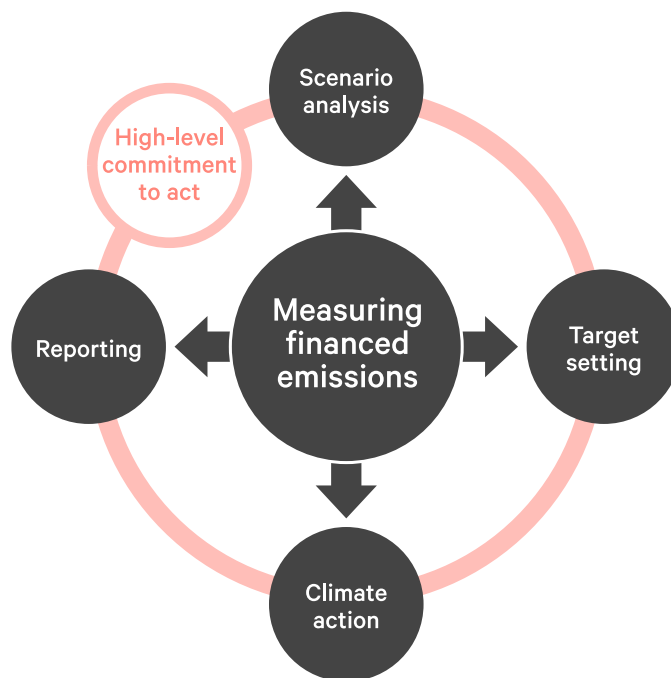 Scenario
analysis
High-level
commitment
to act
Measuring
financed
emissions
Reporting
Target
setting
Climate
action